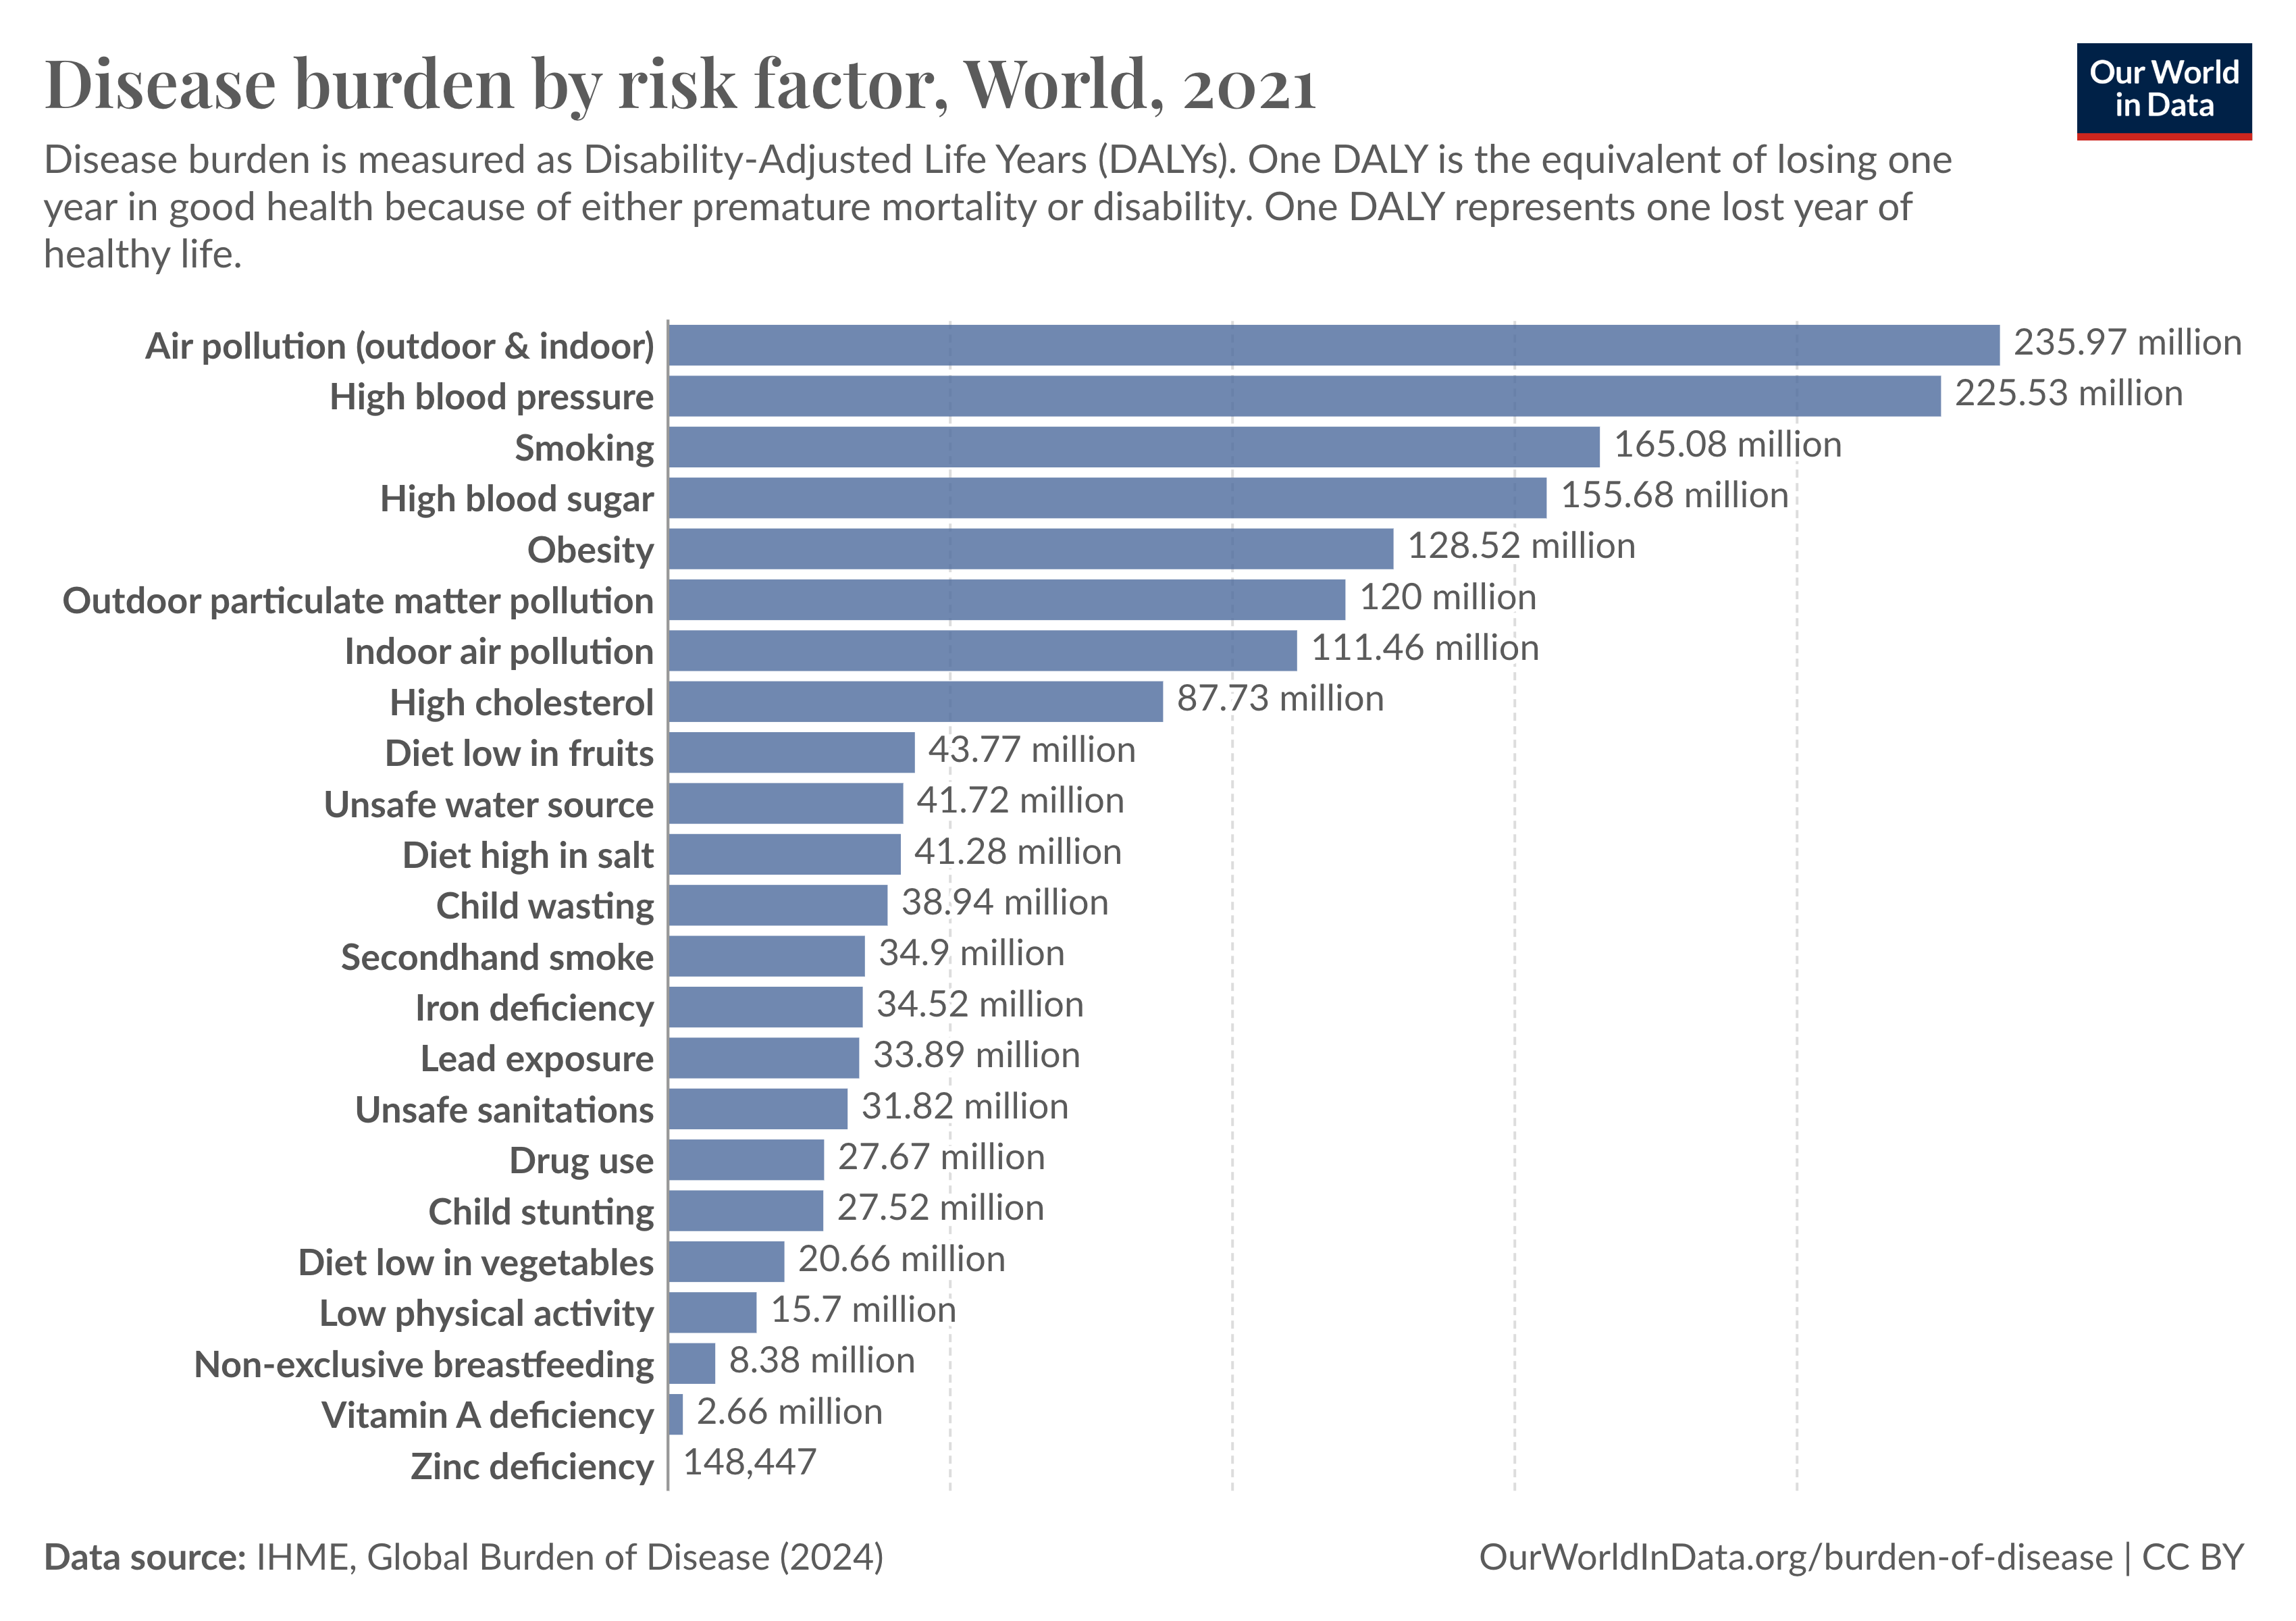 Disease burden by risk factor, World, 2021
Our World
in Data
Disease burden is measured as Disability-Adjusted Life Years (DALYs). One DALY is the equivalent of losing one
year in good health because of either premature mortality or disability. One DALY represents one lost year of
healthy life.
Air pollution (outdoor & indoor) 235.97 million
High blood pressure 225.53 million
Smoking 165.08 million
High blood sugar 155.68 million
Obesity 128.52 million
Outdoor particulate matter pollution 120 million
Indoor air pollution 111.46 million
High cholesterol 87.73 million
Diet low in fruits 43.77 million
Unsafe water source 41.72 million
Diet high in salt 41.28 million
Child wasting 38.94 million
Secondhand smoke 34.9 million
Iron deficiency 34.52 million
Lead exposure 33.89 million
Unsafe sanitations 31.82 million
Drug use 27.67 million
Child stunting 27.52 million
Diet low in vegetables 20.66 million
Low physical activity 15.7 million
Non-exclusive breastfeeding 8.38 million
Vitamin A deficiency 2.66 million
Zinc deficiency 148,447
Data source: IHME, Global Burden of Disease (2024)
OurWorldInData.org/burden-of-disease | CC BY